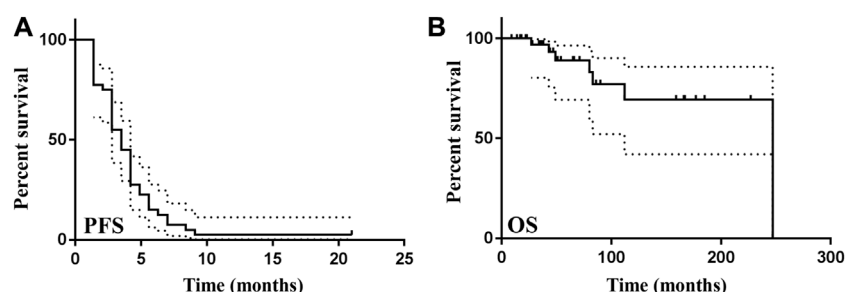 A
B
Percent survival
100
50
0
PFS
0 5 10 15 20 25
Time (months)
Percent survival
100
50
0
OS
0 100 200 300
Time (months)